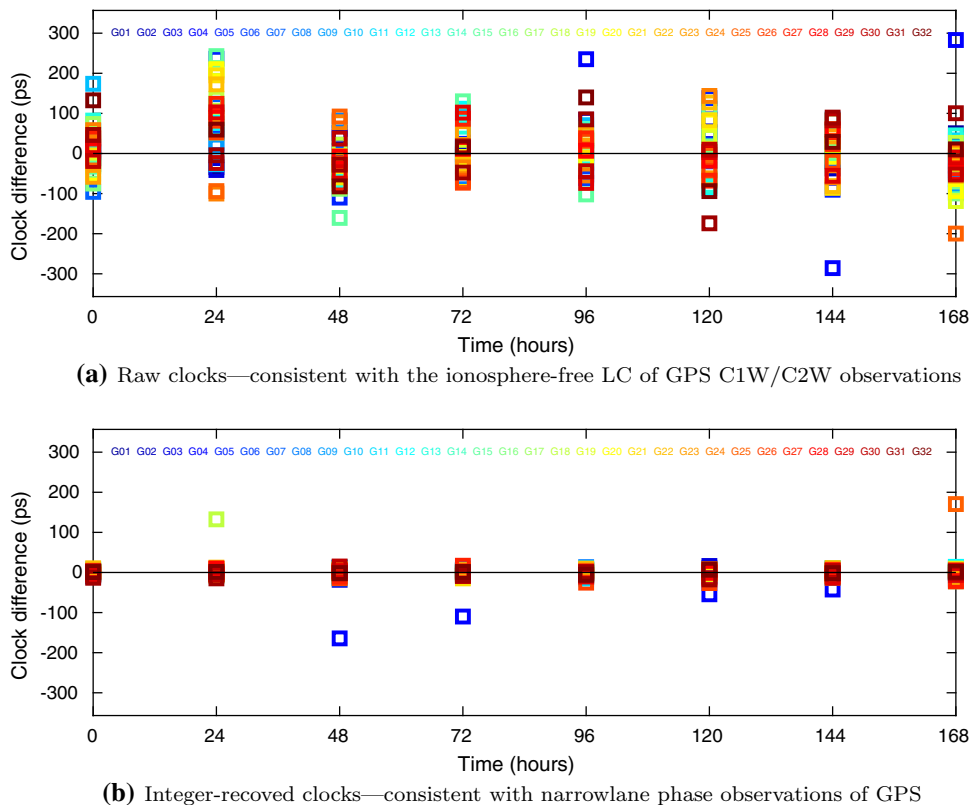 300
G01 G02 G03 G04 G05 G06 G07 G08 G09 G10 G11 G12 G13 G14 G15 G16 G17 G18 G19 G20 G21 G22 G23 G24 G25 G26 G27 G28 G29 G30 G31 G32
200
100
0
-100
-200
-300
Clock difference (ps)
0 24 48 72 96 120 144 168
Time (hours)
(a) Raw clocks—consistent with the ionosphere-free LC of GPS C1W/C2W observations
300
G01 G02 G03 G04 G05 G06 G07 G08 G09 G10 G11 G12 G13 G14 G15 G16 G17 G18 G19 G20 G21 G22 G23 G24 G25 G26 G27 G28 G29 G30 G31 G32
200
100
0
-100
-200
-300
Clock difference (ps)
0 24 48 72 96 120 144 168
Time (hours)
(b) Integer-recoved clocks—consistent with narrowlane phase observations of GPS